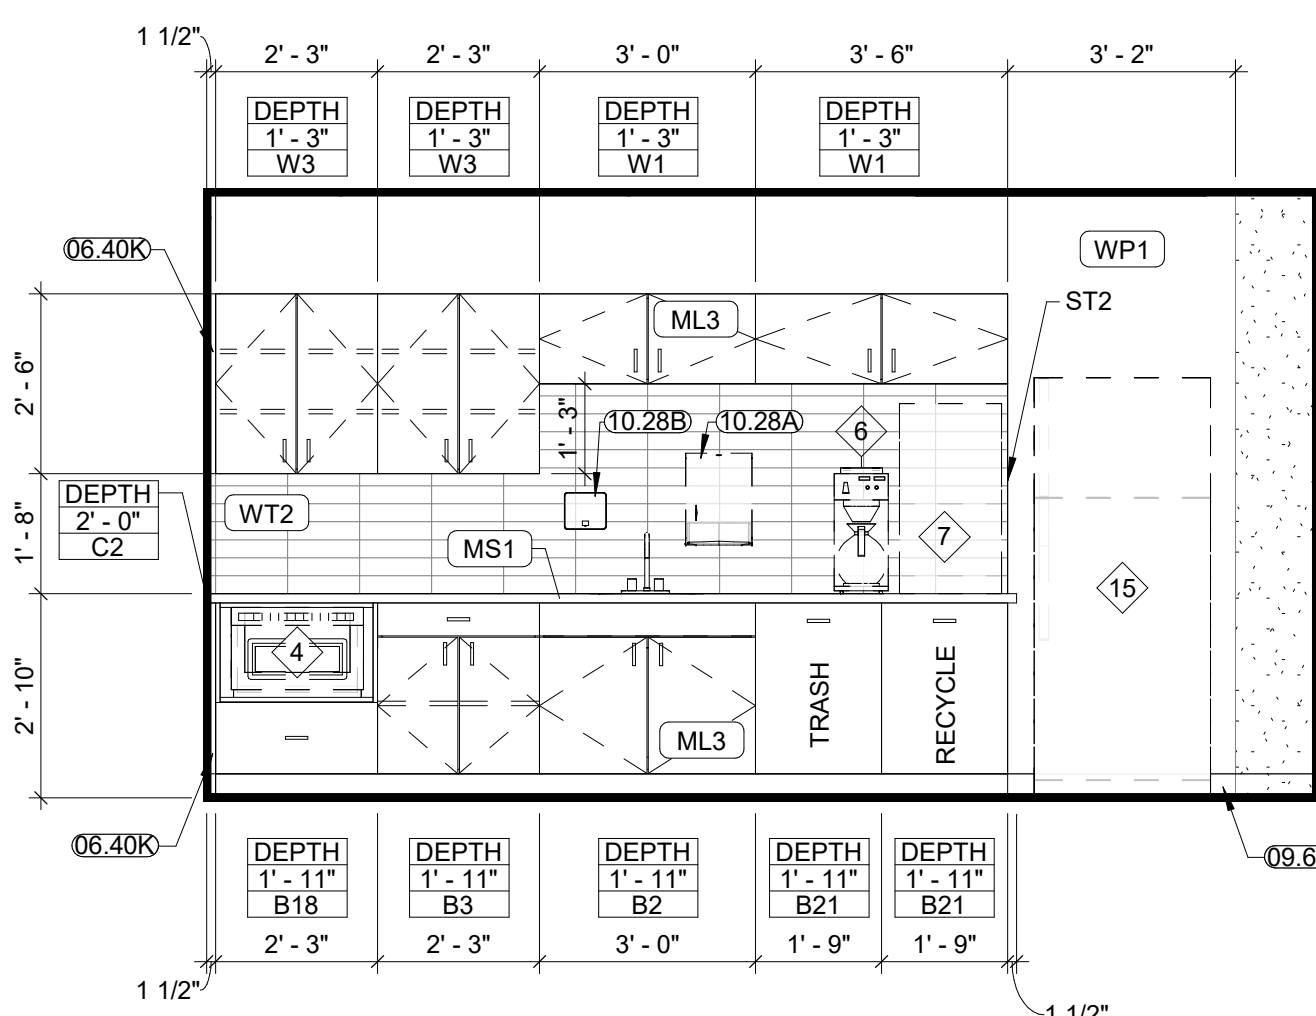 1 1/2"
2' - 3"
2' - 3"
3' - 0"
3' - 6"
3' - 2"
DEPTH
1' - 3"
W3
DEPTH
1' - 3"
W3
DEPTH
1' - 3"
W1
DEPTH
1' - 3"
W1
06.40K
WP1
ST2
ML3
2' - 6"
1' - 3"
10.28B
10.28A
6
DEPTH
2' - 0"
C2
1' - 8"
WT2
MS1
7
15
4
2' - 10"
TRASH
RECYCLE
ML3
06.40K
09.6
DEPTH
1' - 11"
B18
DEPTH
1' - 11"
B3
DEPTH
1' - 11"
B2
DEPTH
1' - 11"
B21
DEPTH
1' - 11"
B21
2' - 3"
2' - 3"
3' - 0"
1' - 9"
1' - 9"
1 1/2"
1 1/2"